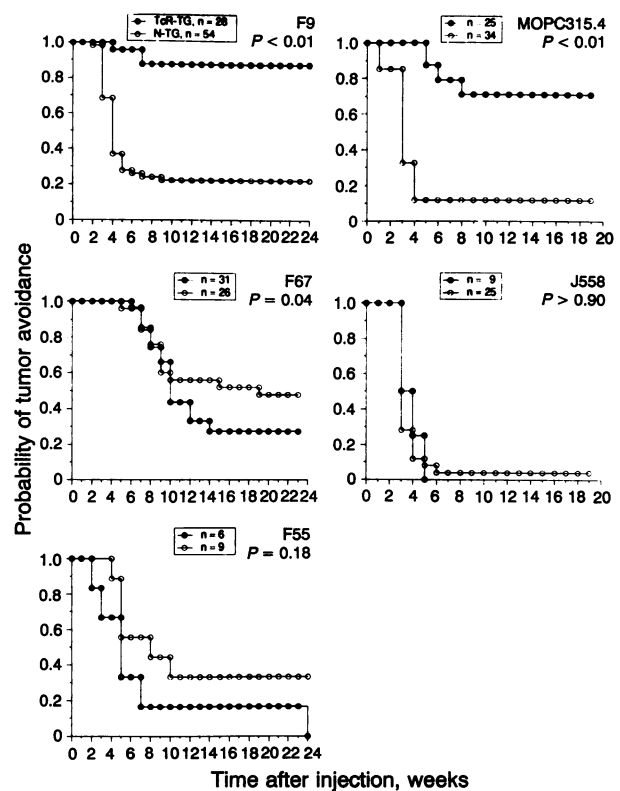 TcR-TG, n = 26
N-TG, n = 54
F9
P < 0.01
1.0
0.8
0.6
0.4
0.2
0
0 2 4 6 8 10 12 14 16 18 20 22 24
n = 25
n = 34
MOPC315.4
P < 0.01
1.0
0.8
0.6
0.4
0.2
0
0 2 4 6 8 10 12 14 16 18 20
n = 31
n = 26
F67
P = 0.04
1.0
0.8
0.6
0.4
0.2
0
0 2 4 6 8 10 12 14 16 18 20 22 24
n = 9
n = 25
J558
P > 0.90
1.0
0.8
0.6
0.4
0.2
0
0 2 4 6 8 10 12 14 16 18 20
n = 6
n = 9
F55
P = 0.18
1.0
0.8
0.6
0.4
0.2
0
0 2 4 6 8 10 12 14 16 18 20 22 24
Probability of tumor avoidance
Time after injection, weeks